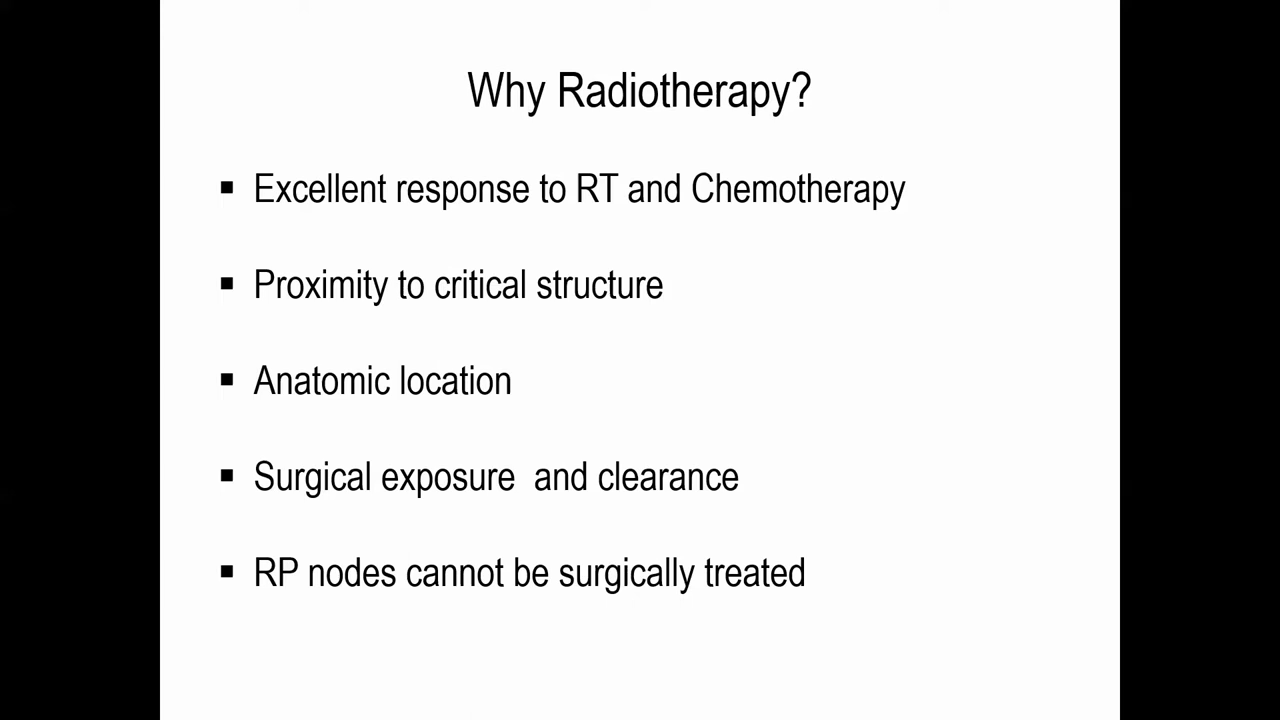 Why Radiotherapy?
▪ Excellent response to RT and Chemotherapy
▪ Proximity to critical structure
▪ Anatomic location
▪ Surgical exposure  and clearance
▪ RP nodes cannot be surgically treated